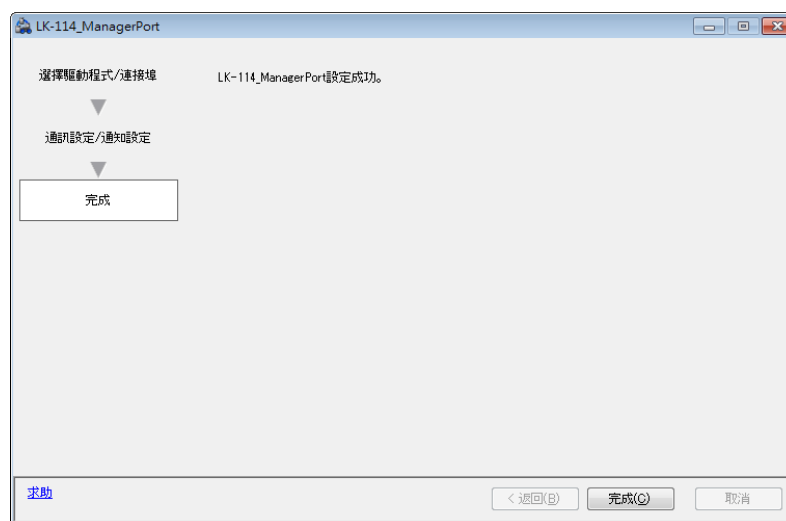 LK-114_ManagerPort
選擇驅動程式/連接埠
LK-114_ManagerPort設定成功。
通訊設定/通知設定
完成
求助
< 返回(B)
完成(C)
取消